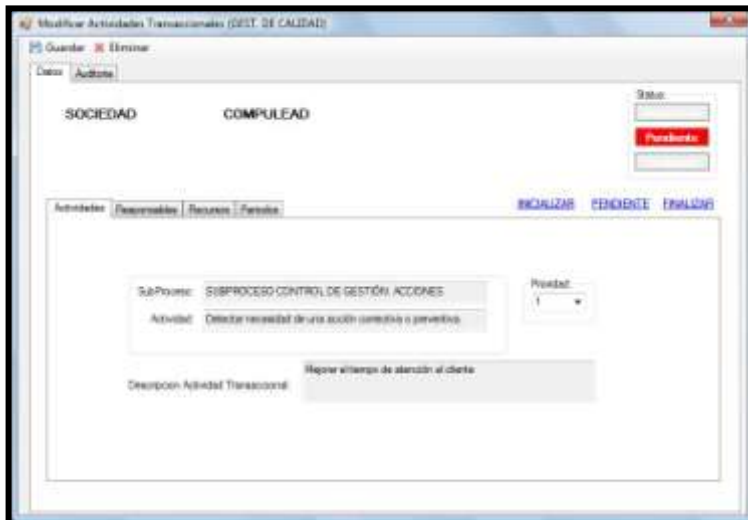 Modificar Actividades Transaccionales (GEST. DE CALIDAD)
Guardar Eliminar
Datos Auditoria
Status:
SOCIEDAD COMPULEAD
Pendiente
INICIALIZAR PENDIENTE FINALIZAR
Actividades Responsables Recursos Periodos
SubProceso: SUBPROCESO CONTROL DE GESTIÓN: ACCIONES
Prioridad:
1
Actividad: Detectar necesidad de una acción correctiva o preventiva
Mejorar el tiempo de atención al cliente
Descripcion Actividad Transaccional: